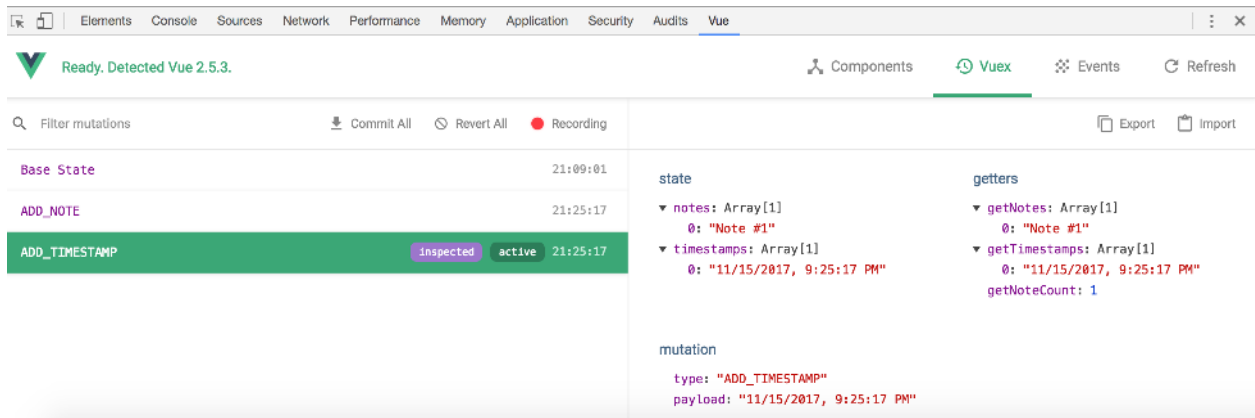 Elements Console Sources Network Performance Memory Application Security Audits Vue
Ready. Detected Vue 2.5.3.
Components Vuex Events Refresh
Filter mutations Commit All Revert All Recording
Export Import
Base State 21:09:01
ADD_NOTE 21:25:17
ADD_TIMESTAMP inspected active 21:25:17
state
notes: Array[1]
0: "Note #1"
timestamps: Array[1]
0: "11/15/2017, 9:25:17 PM"
getters
getNotes: Array[1]
0: "Note #1"
getTimestamps: Array[1]
0: "11/15/2017, 9:25:17 PM"
getNoteCount: 1
mutation
type: "ADD_TIMESTAMP"
payload: "11/15/2017, 9:25:17 PM"